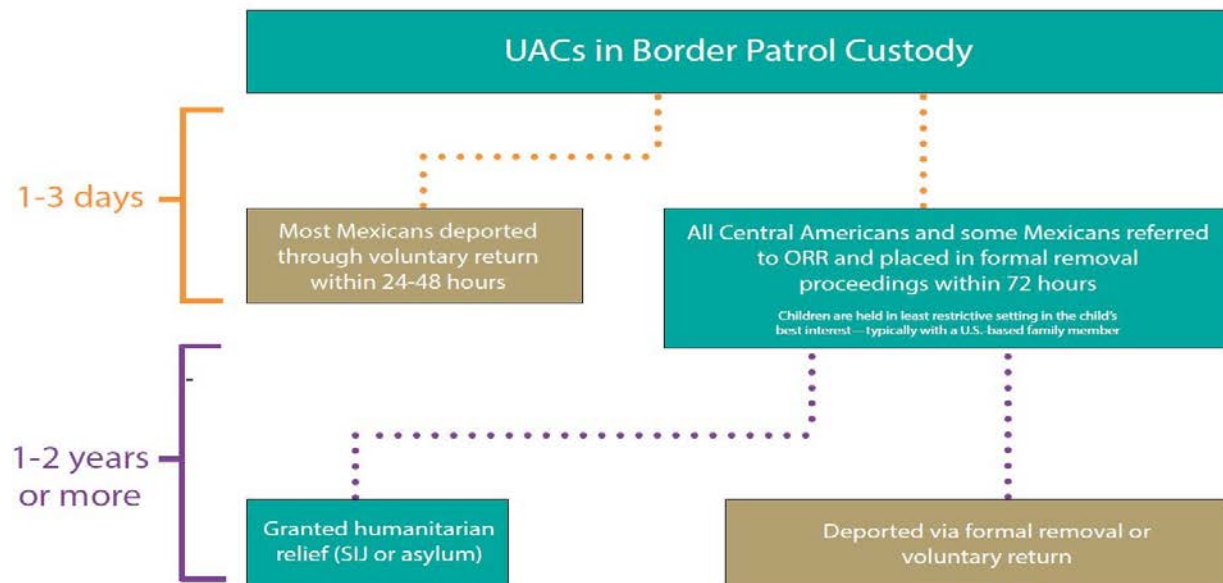 UACs in Border Patrol Custody
1-3 days
Most Mexicans deported
through voluntary return
within 24-48 hours
All Central Americans and some Mexicans referred
to ORR and placed in formal removal
proceedings within 72 hours
Children are held in least restrictive setting in the child's
best interest—typically with a U.S.-based family member
1-2 years
or more
Granted humanitarian
relief (SIJ or asylum)
Deported via formal removal or
voluntary return